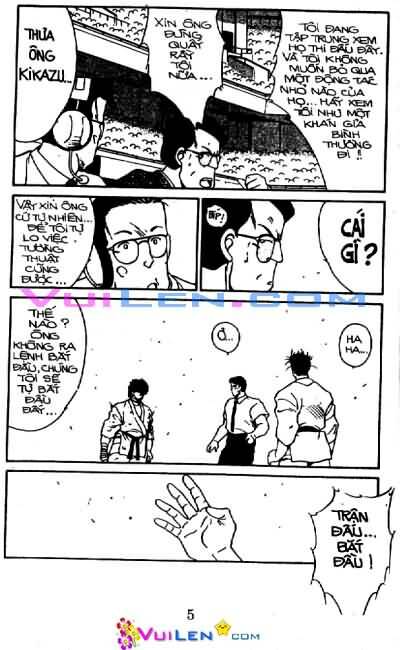 THƯA
ÔNG
KIKAZU...
XIN ÔNG
ĐỪNG
QUẤY
RẦY
TÔI
NỮA...
TÔI ĐANG
TẬP TRUNG XEM
HỌ THI ĐẤU ĐÂY.
VÀ TÔI KHÔNG
MUỐN BỎ QUA
MỘT ĐỘNG TÁC
NHỎ NÀO CỦA
HỌ... HÃY XEM
TÔI NHƯ MỘT
KHÁN GIẢ
BÌNH
THƯỜNG
ĐI !!
VẬY XIN ÔNG
CỨ TỰ NHIÊN...
ĐỂ TÔI TỰ
LO VIỆC
TƯỜNG
THUẬT
CŨNG
ĐƯỢC...
BÍP!
CÁI
GÌ ?
VuiLen.com
THẾ
NÀO ?
ÔNG
KHÔNG RA
LỆNH BẮT
ĐẦU, CHÚNG
TÔI SẼ
TỰ BẮT
ĐẦU
ĐẤY...
Ơ...
HA
HA...
TRẬN
ĐẤU...
BẮT
ĐẦU !
5
VuiLen.com